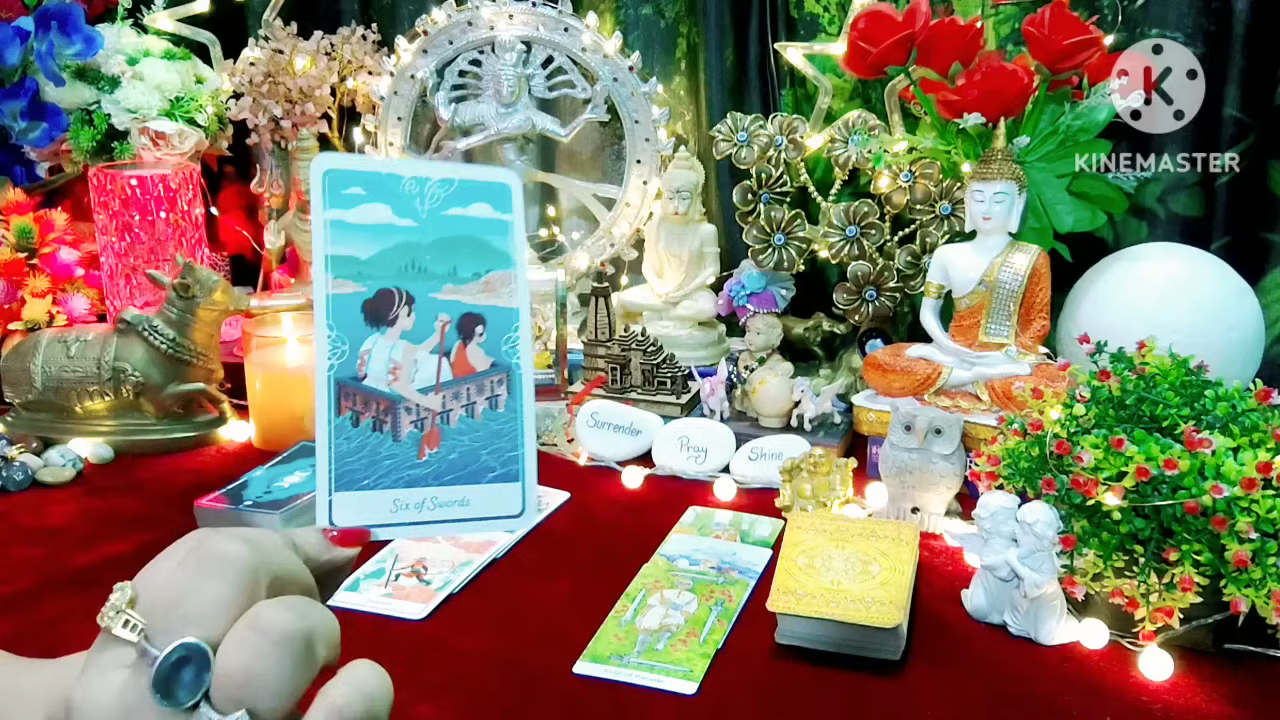 K
KINEMASTER
Surrender
Pray
Shine
Six of Swords